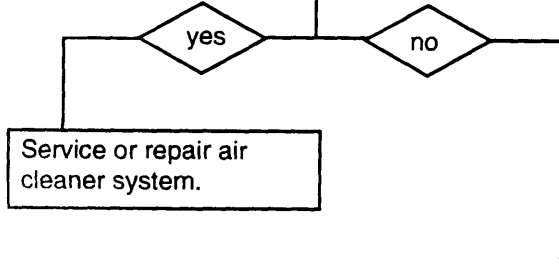 yes
no
Service or repair air
cleaner system.